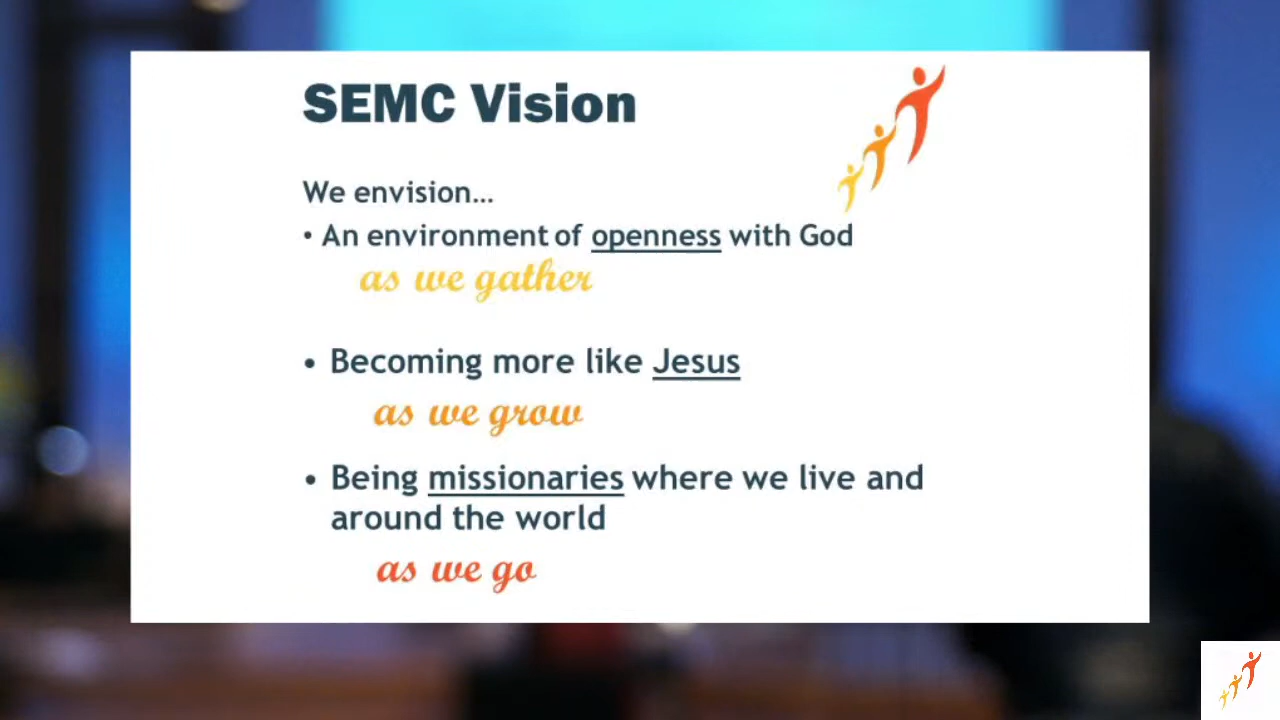 SEMC Vision
We envision...
• An environment of openness with God
as we gather
• Becoming more like Jesus
as we grow
• Being missionaries where we live and
around the world
as we go